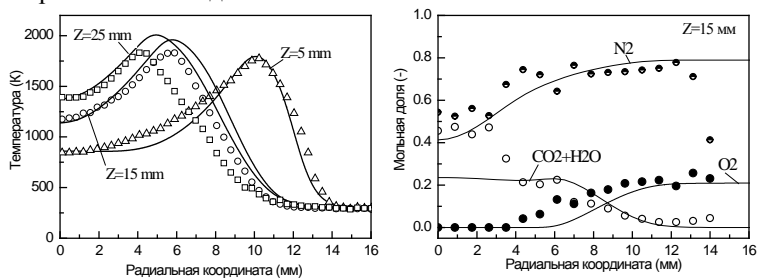 Температура (К)
2000
1500
1000
500
0
Z=25 mm
Z=5 mm
Z=15 mm
0 2 4 6 8 10 12 14 16
Радиальная координата (мм)
Мольная доля (-)
0.8
0.6
0.4
0.2
0.0
Z=15 мм
N2
CO2+H2O
O2
0 2 4 6 8 10 12 14 16
Радиальная координата (мм)